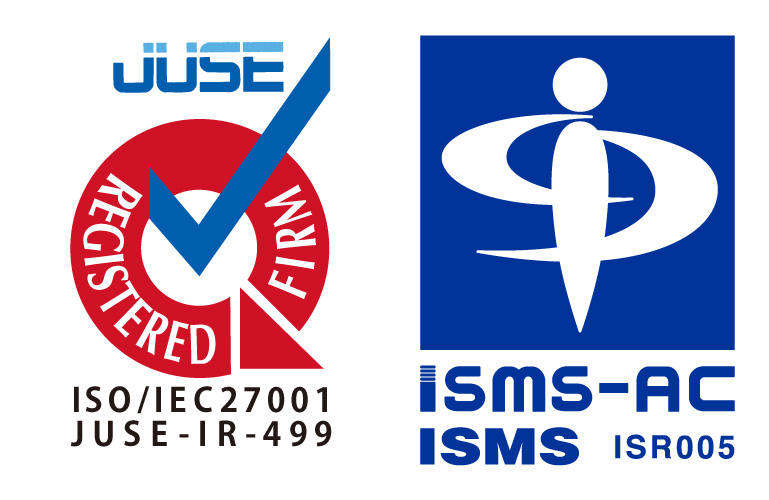 JUSE
REGISTERED FIRM
ISO/IEC27001
JUSE-IR-499
ISMS-AC
ISMS ISR005